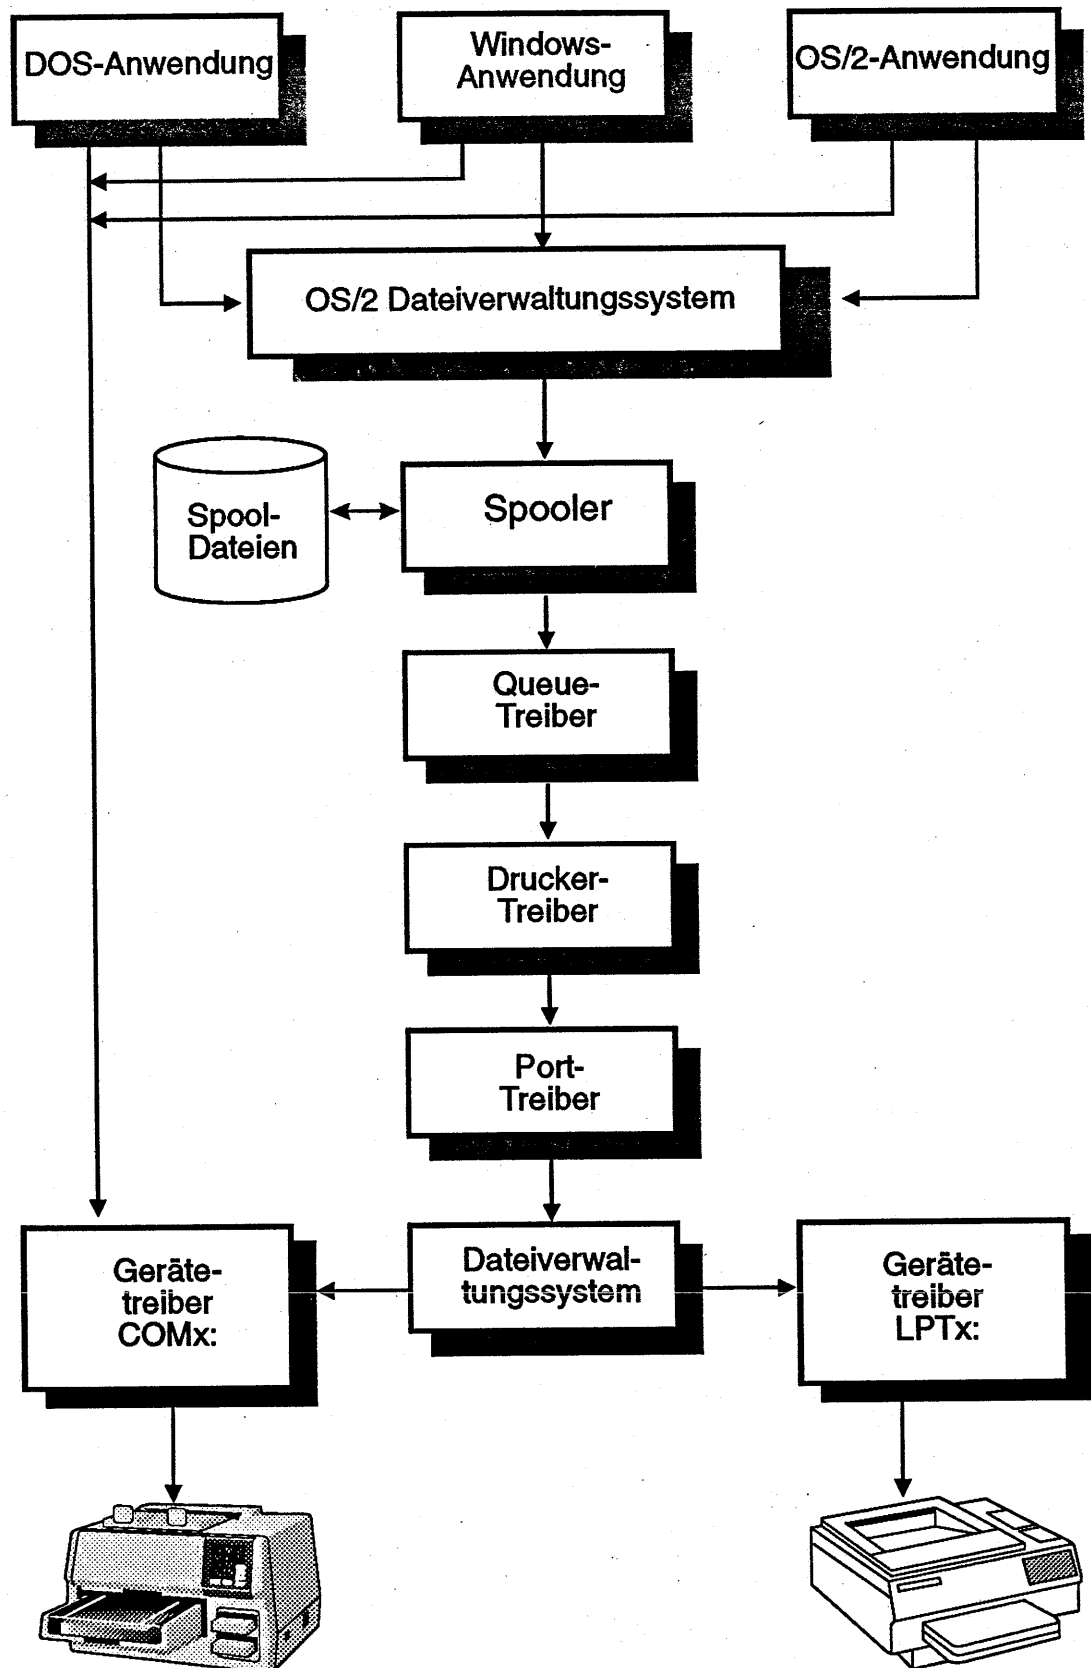 DOS-Anwendung
Windows-
Anwendung
OS/2-Anwendung
OS/2 Dateiverwaltungssystem
Spool-
Dateien
Spooler
Queue-
Treiber
Drucker-
Treiber
Port-
Treiber
Geräte-
treiber
COMx:
Dateiverwal-
tungssystem
Geräte-
treiber
LPTx: